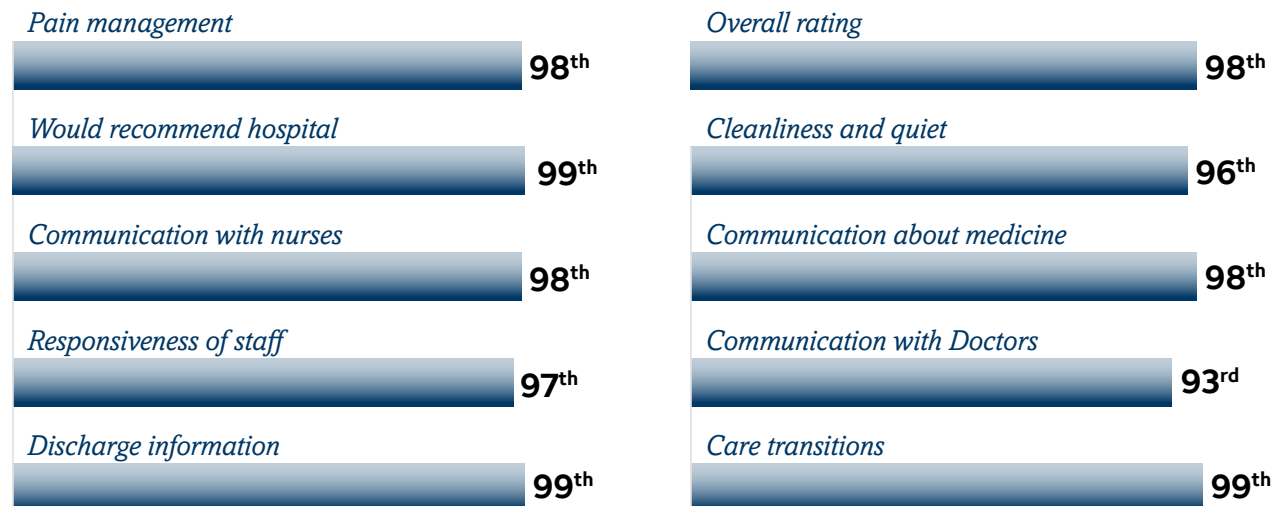 Pain management
98th
Would recommend hospital
99th
Communication with nurses
98th
Responsiveness of staff
97th
Discharge information
99th
Overall rating
98th
Cleanliness and quiet
96th
Communication about medicine
98th
Communication with Doctors
93rd
Care transitions
99th